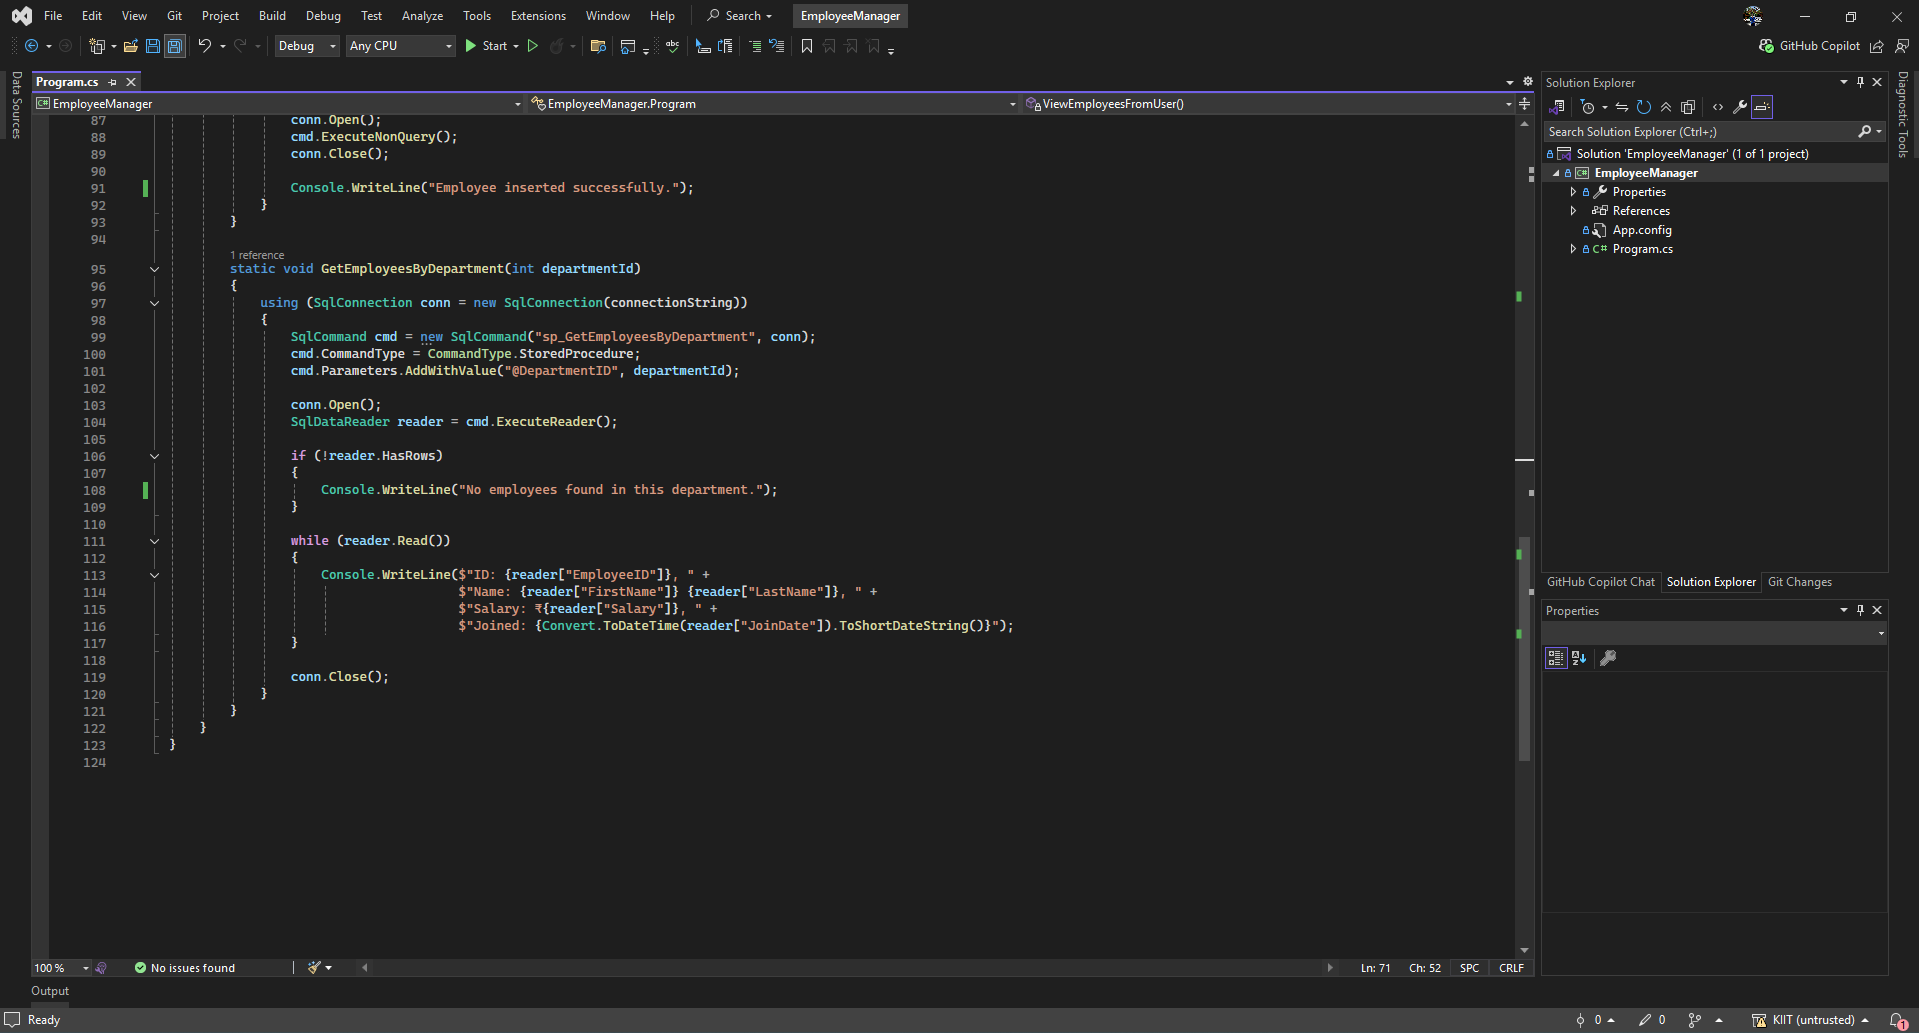 File Edit View Git Project Build Debug Test Analyze Tools Extensions Window Help Search EmployeeManager
Debug Any CPU Start GitHub Copilot
Data Sources
Program.cs
EmployeeManager EmployeeManager.Program ViewEmployeesFromUser()
87 conn.Open();
88 cmd.ExecuteNonQuery();
89 conn.Close();
90
91 Console.WriteLine("Employee inserted successfully.");
92 }
93 }
94
1 reference
95 static void GetEmployeesByDepartment(int departmentId)
96 {
97 using (SqlConnection conn = new SqlConnection(connectionString))
98 {
99 SqlCommand cmd = new SqlCommand("sp_GetEmployeesByDepartment", conn);
100 cmd.CommandType = CommandType.StoredProcedure;
101 cmd.Parameters.AddWithValue("@DepartmentID", departmentId);
102
103 conn.Open();
104 SqlDataReader reader = cmd.ExecuteReader();
105
106 if (!reader.HasRows)
107 {
108 Console.WriteLine("No employees found in this department.");
109 }
110
111 while (reader.Read())
112 {
113 Console.WriteLine($"ID: {reader["EmployeeID"]}, " +
114 $"Name: {reader["FirstName"]} {reader["LastName"]}, " +
115 $"Salary: ₹{reader["Salary"]}, " +
116 $"Joined: {Convert.ToDateTime(reader["JoinDate"]).ToShortDateString()}");
117 }
118
119 conn.Close();
120 }
121 }
122 }
123 }
124
100 % No issues found Ln: 71 Ch: 52 SPC CRLF
Solution Explorer
Search Solution Explorer (Ctrl+;)
Solution 'EmployeeManager' (1 of 1 project)
C# EmployeeManager
Properties
References
App.config
C# Program.cs
GitHub Copilot Chat Solution Explorer Git Changes
Properties
Diagnostic Tools
Output
Ready 0 0 KIIT (untrusted) 1